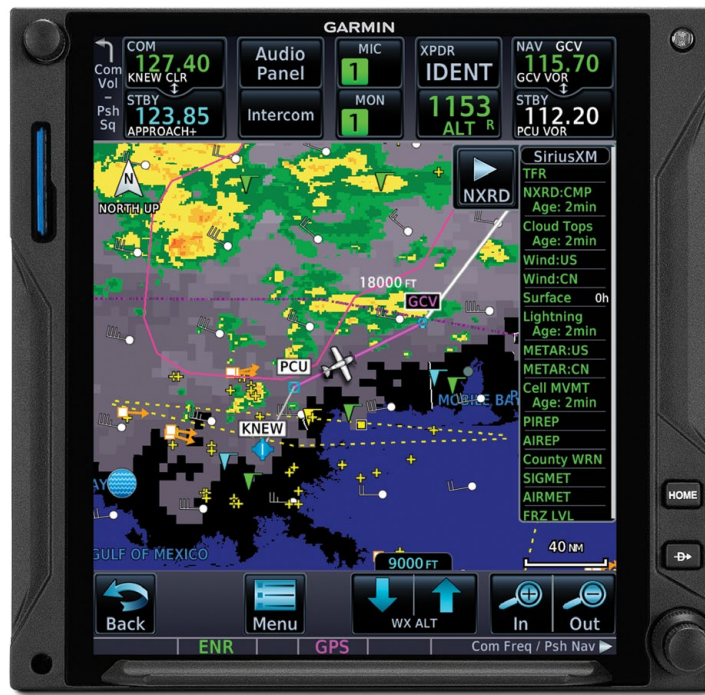 GARMIN
Com
Vol
–
Psh
Sq
COM
127.40
KNEW CLR
STBY
123.85
APPROACH+
Audio
Panel
Intercom
MIC
1
MON
1
XPDR
IDENT
1153
ALT R
NAV GCV
115.70
GCV VOR
STBY
112.20
PCU VOR
N
NORTH UP
NXRD
SiriusXM
TFR
NXRD:CMP
Age: 2min
Cloud Tops
Age: 2min
Wind:US
Wind:CN
Surface 0h
Lightning
Age: 2min
METAR:US
METAR:CN
Cell MVMT
Age: 2min
PIREP
AIREP
County WRN
SIGMET
AIRMET
FRZ LVL
18000 FT
GCV
PCU
MOBILE BAY
KNEW
GULF OF MEXICO
9000 FT
40 NM
HOME
D
Back
Menu
WX ALT
In
Out
ENR
GPS
Com Freq / Psh Nav